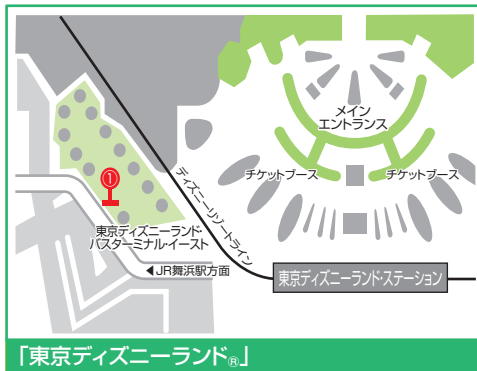 メイン
エントランス
チケットブース
チケットブース
①
ディズニーリゾートライン
東京ディズニーランド・
バスターミナル・イースト
◀JR舞浜駅方面
東京ディズニーランド・ステーション
「東京ディズニーランド®」